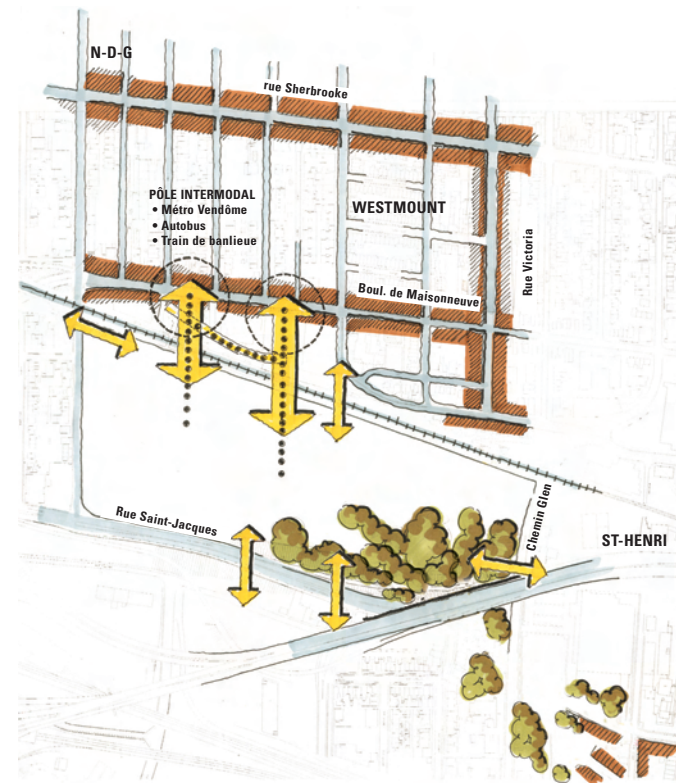 N-D-G
rue Sherbrooke
PÔLE INTERMODAL
• Métro Vendôme
• Autobus
• Train de banlieue
WESTMOUNT
Rue Victoria
Boul. de Maisonneuve
Rue Saint-Jacques
Chemin Glen
ST-HENRI